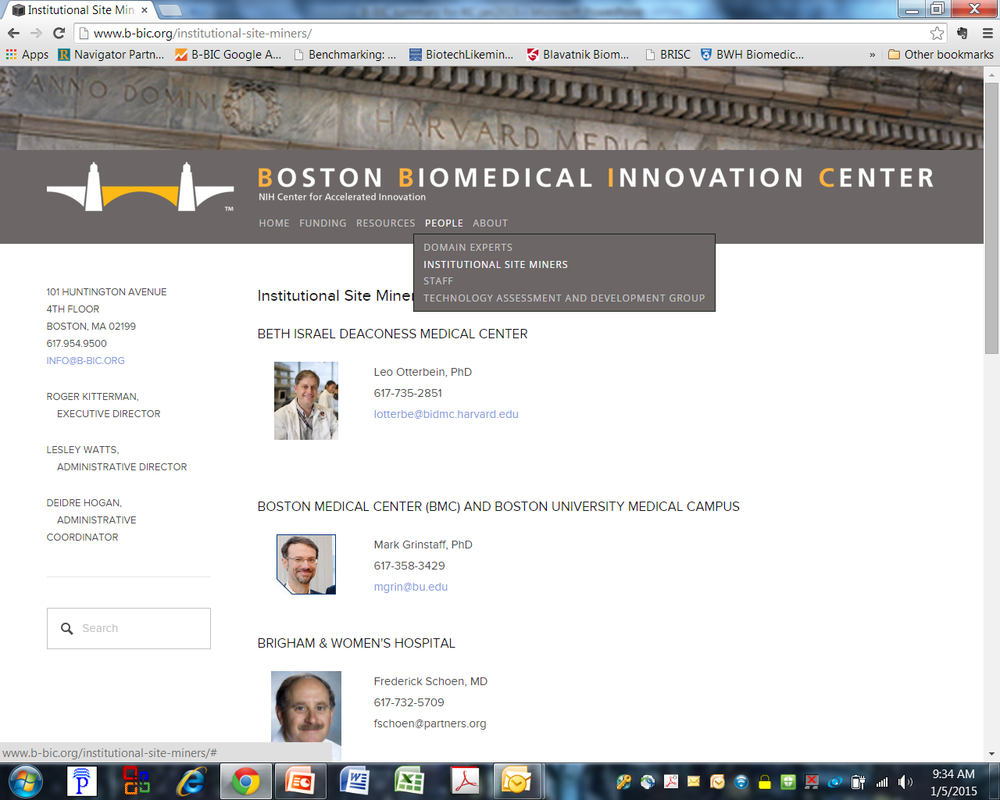 Institutional Site Min
www.b-bic.org/institutional-site-miners/
Apps Navigator Partn... B-BIC Google A... Benchmarking: ... BiotechLikemin... Blavatnik Biom... BRISC BWH Biomedic... » Other bookmarks
ANNO DOMINI
HARVARD MEDICAL
BOSTON BIOMEDICAL INNOVATION CENTER
NIH Center for Accelerated Innovation
TM
HOME FUNDING RESOURCES PEOPLE ABOUT
DOMAIN EXPERTS
INSTITUTIONAL SITE MINERS
STAFF
TECHNOLOGY ASSESSMENT AND DEVELOPMENT GROUP
101 HUNTINGTON AVENUE
4TH FLOOR
BOSTON, MA 02199
617.954.9500
INFO@B-BIC.ORG
ROGER KITTERMAN,
EXECUTIVE DIRECTOR
LESLEY WATTS,
ADMINISTRATIVE DIRECTOR
DEIDRE HOGAN,
ADMINISTRATIVE
COORDINATOR
Search
Institutional Site Miner
BETH ISRAEL DEACONESS MEDICAL CENTER
Leo Otterbein, PhD
617-735-2851
lotterbe@bidmc.harvard.edu
BOSTON MEDICAL CENTER (BMC) AND BOSTON UNIVERSITY MEDICAL CAMPUS
Mark Grinstaff, PhD
617-358-3429
mgrin@bu.edu
BRIGHAM & WOMEN'S HOSPITAL
Frederick Schoen, MD
617-732-5709
fschoen@partners.org
www.b-bic.org/institutional-site-miners/#
9:34 AM
1/5/2015